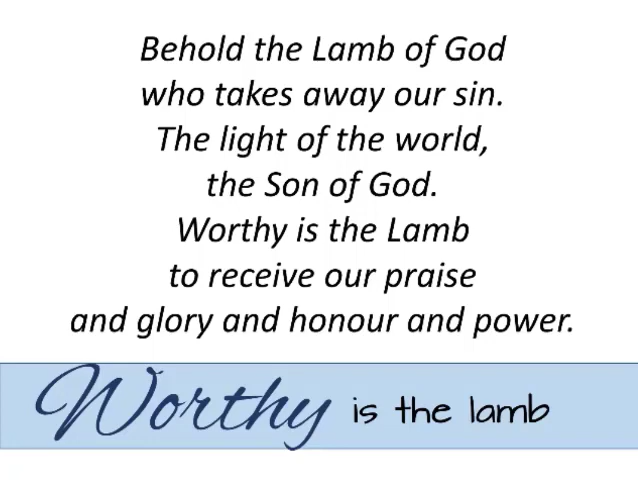 Behold the Lamb of God
who takes away our sin.
The light of the world,
the Son of God.
Worthy is the Lamb
to receive our praise
and glory and honour and power.
Worthy is the lamb